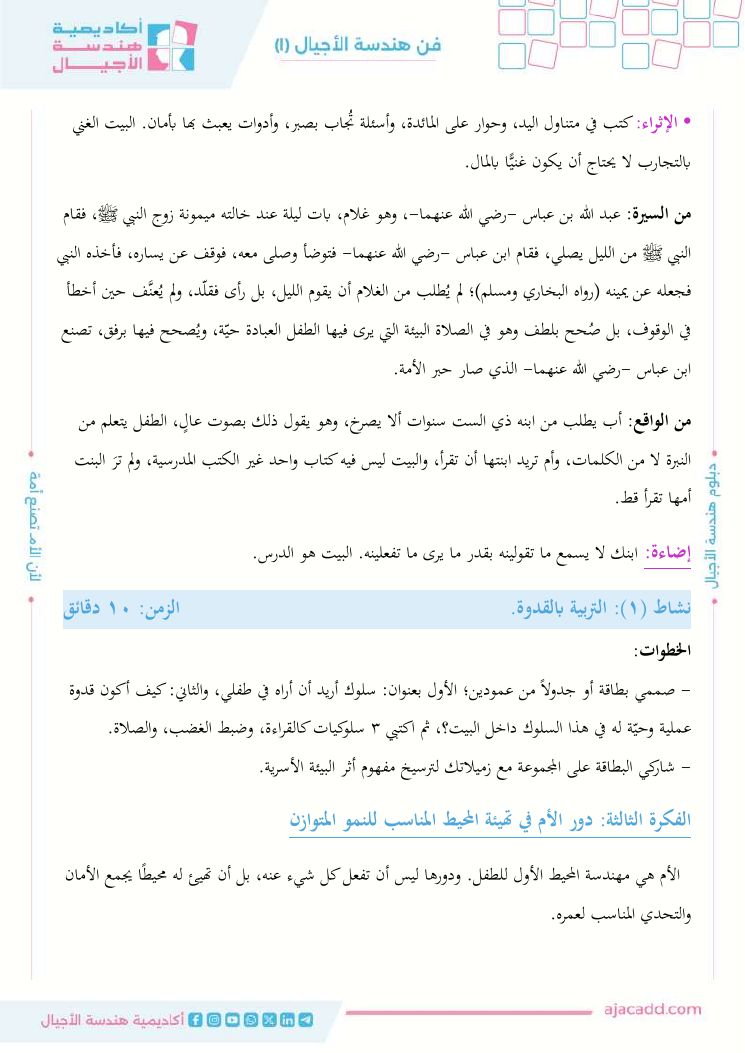 أكاديمية
هندسة
الأجيال
فن هندسة الأجيال (١)
• الإثراء: كتب في متناول اليد، وحوار على المائدة، وأسئلة تُجاب بصبر، وأدوات يعبث بها بأمان. البيت الغني
بالتجارب لا يحتاج أن يكون غنيًّا بالمال.
من السيرة: عبد الله بن عباس –رضي الله عنهما–، وهو غلام، بات ليلة عند خالته ميمونة زوج النبي ﷺ، فقام
النبي ﷺ من الليل يصلي، فقام ابن عباس –رضي الله عنهما– فتوضأ وصلى معه، فوقف عن يساره، فأخذه النبي
فجعله عن يمينه (رواه البخاري ومسلم)؛ لم يُطلب من الغلام أن يقوم الليل، بل رأى فقلّد، ولم يُعنَّف حين أخطأ
في الوقوف، بل صُحح بلطف وهو في الصلاة البيئة التي يرى فيها الطفل العبادة حيّة، ويُصحح فيها برفق، تصنع
ابن عباس –رضي الله عنهما– الذي صار حبر الأمة.
من الواقع: أب يطلب من ابنه ذي الست سنوات ألا يصرخ، وهو يقول ذلك بصوت عالٍ، الطفل يتعلم من
النبرة لا من الكلمات، وأم تريد ابنتها أن تقرأ، والبيت ليس فيه كتاب واحد غير الكتب المدرسية، ولم ترَ البنت
أمها تقرأ قط.
إضاءة: ابنك لا يسمع ما تقولينه بقدر ما يرى ما تفعلينه. البيت هو الدرس.
نشاط (١): التربية بالقدوة. الزمن: ١٠ دقائق
الخطوات:
– صممي بطاقة أو جدولاً من عمودين؛ الأول بعنوان: سلوك أريد أن أراه في طفلي، والثاني: كيف أكون قدوة
عملية وحيّة له في هذا السلوك داخل البيت؟، ثم اكتبي ٣ سلوكيات كالقراءة، وضبط الغضب، والصلاة.
– شاركي البطاقة على المجموعة مع زميلاتك لترسيخ مفهوم أثر البيئة الأسرية.
الفكرة الثالثة: دور الأم في تهيئة المحيط المناسب للنمو المتوازن
الأم هي مهندسة المحيط الأول للطفل. ودورها ليس أن تفعل كل شيء عنه، بل أن تهيئ له محيطًا يجمع الأمان
والتحدي المناسب لعمره.
دبلوم هندسة الأجيال
لأن الأم تصنع أمة
أكاديمية هندسة الأجيال
ajacadd.com